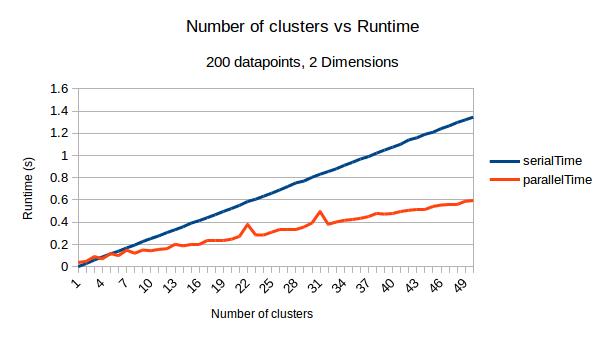 Number of clusters vs Runtime
200 datapoints, 2 Dimensions
1.6
1.4
1.2
1
0.8
0.6
0.4
0.2
0
Runtime (s)
serialTime
parallelTime
1 4 7 10 13 16 19 22 25 28 31 34 37 40 43 46 49
Number of clusters